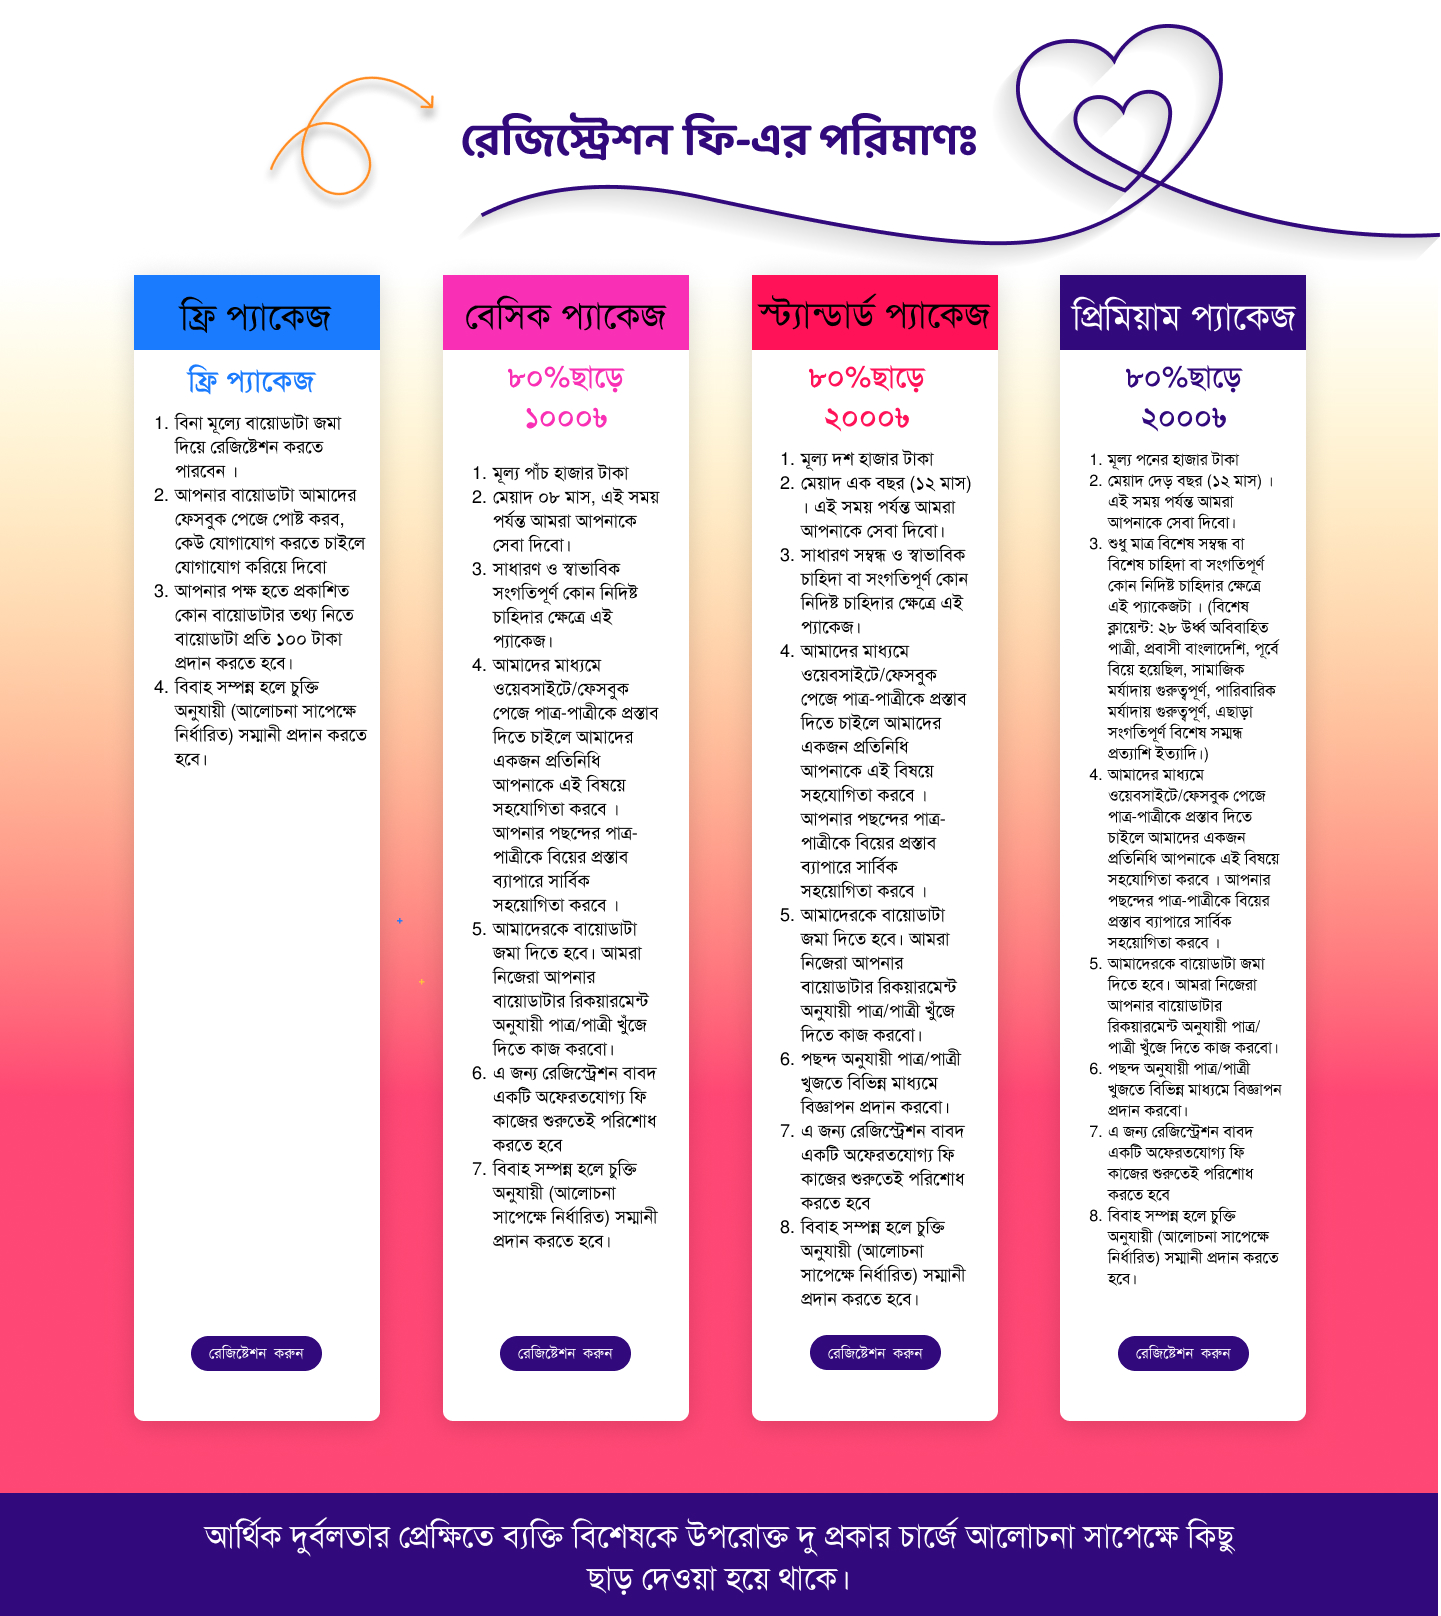 রেজিস্ট্রেশন ফি-এর পরিমাণঃ
ফ্রি প্যাকেজ
ফ্রি প্যাকেজ
1. বিনা মূল্যে বায়োডাটা জমা
দিয়ে রেজিষ্টেশন করতে
পারবেন ।
2. আপনার বায়োডাটা আমাদের
ফেসবুক পেজে পোষ্ট করব,
কেউ যোগাযোগ করতে চাইলে
যোগাযোগ করিয়ে দিবো
3. আপনার পক্ষ হতে প্রকাশিত
কোন বায়োডাটার তথ্য নিতে
বায়োডাটা প্রতি ১০০ টাকা
প্রদান করতে হবে।
4. বিবাহ সম্পন্ন হলে চুক্তি
অনুযায়ী (আলোচনা সাপেক্ষে
নির্ধারিত) সম্মানী প্রদান করতে
হবে।
রেজিষ্টেশন করুন
বেসিক প্যাকেজ
৮০%ছাড়ে
১০০০৳
1. মূল্য পাঁচ হাজার টাকা
2. মেয়াদ ০৮ মাস, এই সময়
পর্যন্ত আমরা আপনাকে
সেবা দিবো।
3. সাধারণ ও স্বাভাবিক
সংগতিপূর্ণ কোন নিদিষ্ট
চাহিদার ক্ষেত্রে এই
প্যাকেজ।
4. আমাদের মাধ্যমে
ওয়েবসাইটে/ফেসবুক
পেজে পাত্র-পাত্রীকে প্রস্তাব
দিতে চাইলে আমাদের
একজন প্রতিনিধি
আপনাকে এই বিষয়ে
সহযোগিতা করবে ।
আপনার পছন্দের পাত্র-
পাত্রীকে বিয়ের প্রস্তাব
ব্যাপারে সার্বিক
সহয়োগিতা করবে ।
5. আমাদেরকে বায়োডাটা
জমা দিতে হবে। আমরা
নিজেরা আপনার
বায়োডাটার রিকয়ারমেন্ট
অনুযায়ী পাত্র/পাত্রী খুঁজে
দিতে কাজ করবো।
6. এ জন্য রেজিস্ট্রেশন বাবদ
একটি অফেরতযোগ্য ফি
কাজের শুরুতেই পরিশোধ
করতে হবে
7. বিবাহ সম্পন্ন হলে চুক্তি
অনুযায়ী (আলোচনা
সাপেক্ষে নির্ধারিত) সম্মানী
প্রদান করতে হবে।
রেজিষ্টেশন করুন
স্ট্যান্ডার্ড প্যাকেজ
৮০%ছাড়ে
২০০০৳
1. মূল্য দশ হাজার টাকা
2. মেয়াদ এক বছর (১২ মাস)
। এই সময় পর্যন্ত আমরা
আপনাকে সেবা দিবো।
3. সাধারণ সম্বন্ধ ও স্বাভাবিক
চাহিদা বা সংগতিপূর্ণ কোন
নিদিষ্ট চাহিদার ক্ষেত্রে এই
প্যাকেজ।
4. আমাদের মাধ্যমে
ওয়েবসাইটে/ফেসবুক
পেজে পাত্র-পাত্রীকে প্রস্তাব
দিতে চাইলে আমাদের
একজন প্রতিনিধি
আপনাকে এই বিষয়ে
সহযোগিতা করবে ।
আপনার পছন্দের পাত্র-
পাত্রীকে বিয়ের প্রস্তাব
ব্যাপারে সার্বিক
সহয়োগিতা করবে ।
5. আমাদেরকে বায়োডাটা
জমা দিতে হবে। আমরা
নিজেরা আপনার
বায়োডাটার রিকয়ারমেন্ট
অনুযায়ী পাত্র/পাত্রী খুঁজে
দিতে কাজ করবো।
6. পছন্দ অনুযায়ী পাত্র/পাত্রী
খুজতে বিভিন্ন মাধ্যমে
বিজ্ঞাপন প্রদান করবো।
7. এ জন্য রেজিস্ট্রেশন বাবদ
একটি অফেরতযোগ্য ফি
কাজের শুরুতেই পরিশোধ
করতে হবে
8. বিবাহ সম্পন্ন হলে চুক্তি
অনুযায়ী (আলোচনা
সাপেক্ষে নির্ধারিত) সম্মানী
প্রদান করতে হবে।
রেজিষ্টেশন করুন
প্রিমিয়াম প্যাকেজ
৮০%ছাড়ে
২০০০৳
1. মূল্য পনের হাজার টাকা
2. মেয়াদ দেড় বছর (১২ মাস) ।
এই সময় পর্যন্ত আমরা
আপনাকে সেবা দিবো।
3. শুধু মাত্র বিশেষ সম্বন্ধ বা
বিশেষ চাহিদা বা সংগতিপূর্ণ
কোন নিদিষ্ট চাহিদার ক্ষেত্রে
এই প্যাকেজটা । (বিশেষ
ক্লায়েন্ট: ২৮ উর্ধ্ব অবিবাহিত
পাত্রী, প্রবাসী বাংলাদেশি, পূর্বে
বিয়ে হয়েছিল, সামাজিক
মর্যাদায় গুরুত্বপূর্ণ, পারিবারিক
মর্যাদায় গুরুত্বপূর্ণ, এছাড়া
সংগতিপূর্ণ বিশেষ সম্মন্ধ
প্রত্যাশি ইত্যাদি।)
4. আমাদের মাধ্যমে
ওয়েবসাইটে/ফেসবুক পেজে
পাত্র-পাত্রীকে প্রস্তাব দিতে
চাইলে আমাদের একজন
প্রতিনিধি আপনাকে এই বিষয়ে
সহযোগিতা করবে । আপনার
পছন্দের পাত্র-পাত্রীকে বিয়ের
প্রস্তাব ব্যাপারে সার্বিক
সহয়োগিতা করবে ।
5. আমাদেরকে বায়োডাটা জমা
দিতে হবে। আমরা নিজেরা
আপনার বায়োডাটার
রিকয়ারমেন্ট অনুযায়ী পাত্র/
পাত্রী খুঁজে দিতে কাজ করবো।
6. পছন্দ অনুযায়ী পাত্র/পাত্রী
খুজতে বিভিন্ন মাধ্যমে বিজ্ঞাপন
প্রদান করবো।
7. এ জন্য রেজিস্ট্রেশন বাবদ
একটি অফেরতযোগ্য ফি
কাজের শুরুতেই পরিশোধ
করতে হবে
8. বিবাহ সম্পন্ন হলে চুক্তি
অনুযায়ী (আলোচনা সাপেক্ষে
নির্ধারিত) সম্মানী প্রদান করতে
হবে।
রেজিষ্টেশন করুন
আর্থিক দুর্বলতার প্রেক্ষিতে ব্যক্তি বিশেষকে উপরোক্ত দু প্রকার চার্জে আলোচনা সাপেক্ষে কিছু
ছাড় দেওয়া হয়ে থাকে।